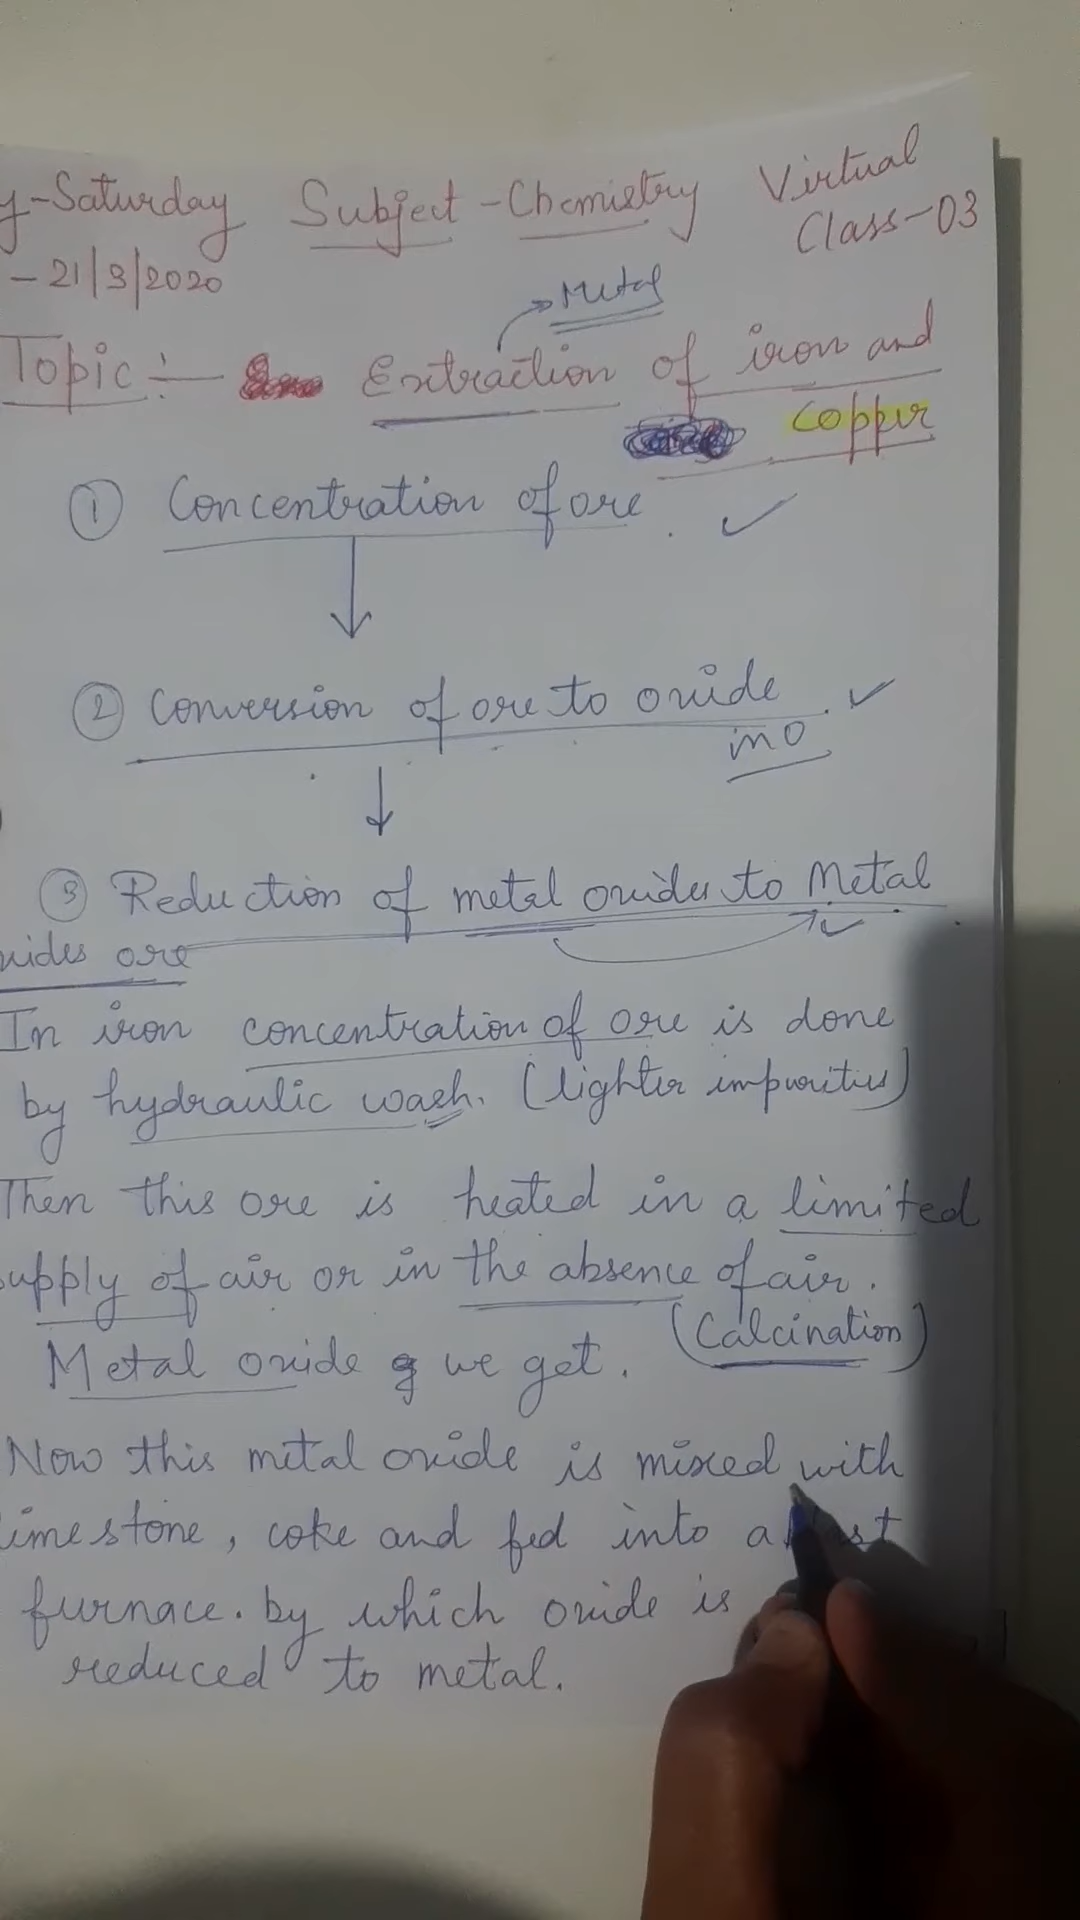 y-Saturday Subject-Chemistry Virtual
Class-03
-21/3/2020
Metal
Topic:- Extraction of iron and
Copper
① Concentration of ore.
② Conversion of ore to oxide.
mO
③ Reduction of metal oxides to Metal.
xides ore
In iron concentration of ore is done
by hydraulic wash. (lighter impurities)
Then this ore is heated in a limited
supply of air or in the absence of air.
(Calcination)
Metal oxide we get.
Now this metal oxide is mixed with
limestone, coke and fed into a
furnace. by which oxide is
reduced to metal.